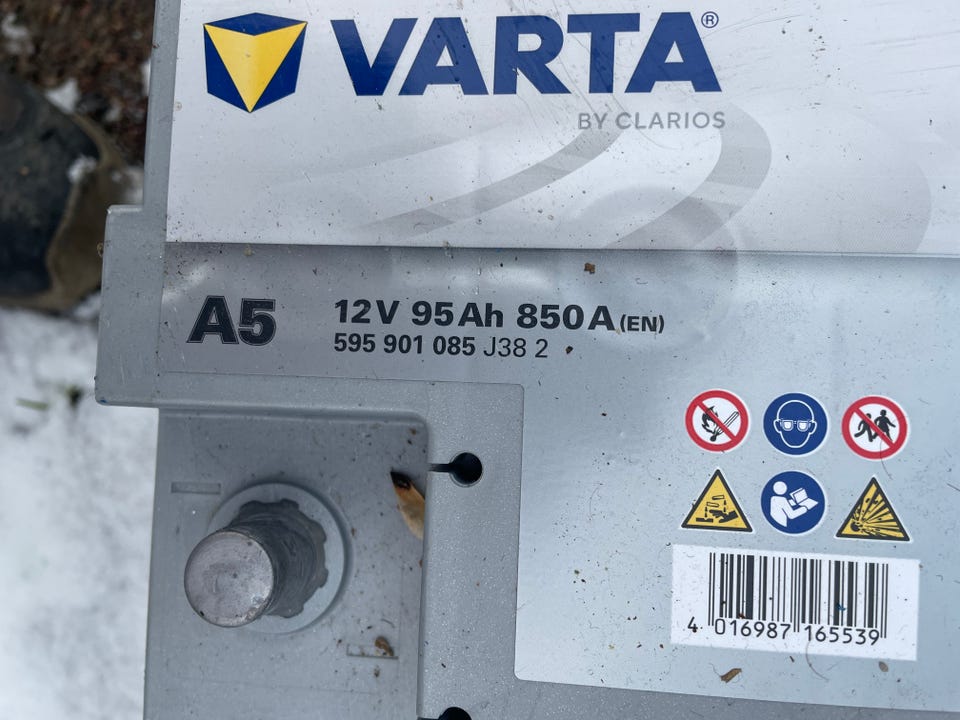 VARTA®
BY CLARIOS
A5
12V 95Ah 850A (EN)
595 901 085 J38 2
4 016987 165539